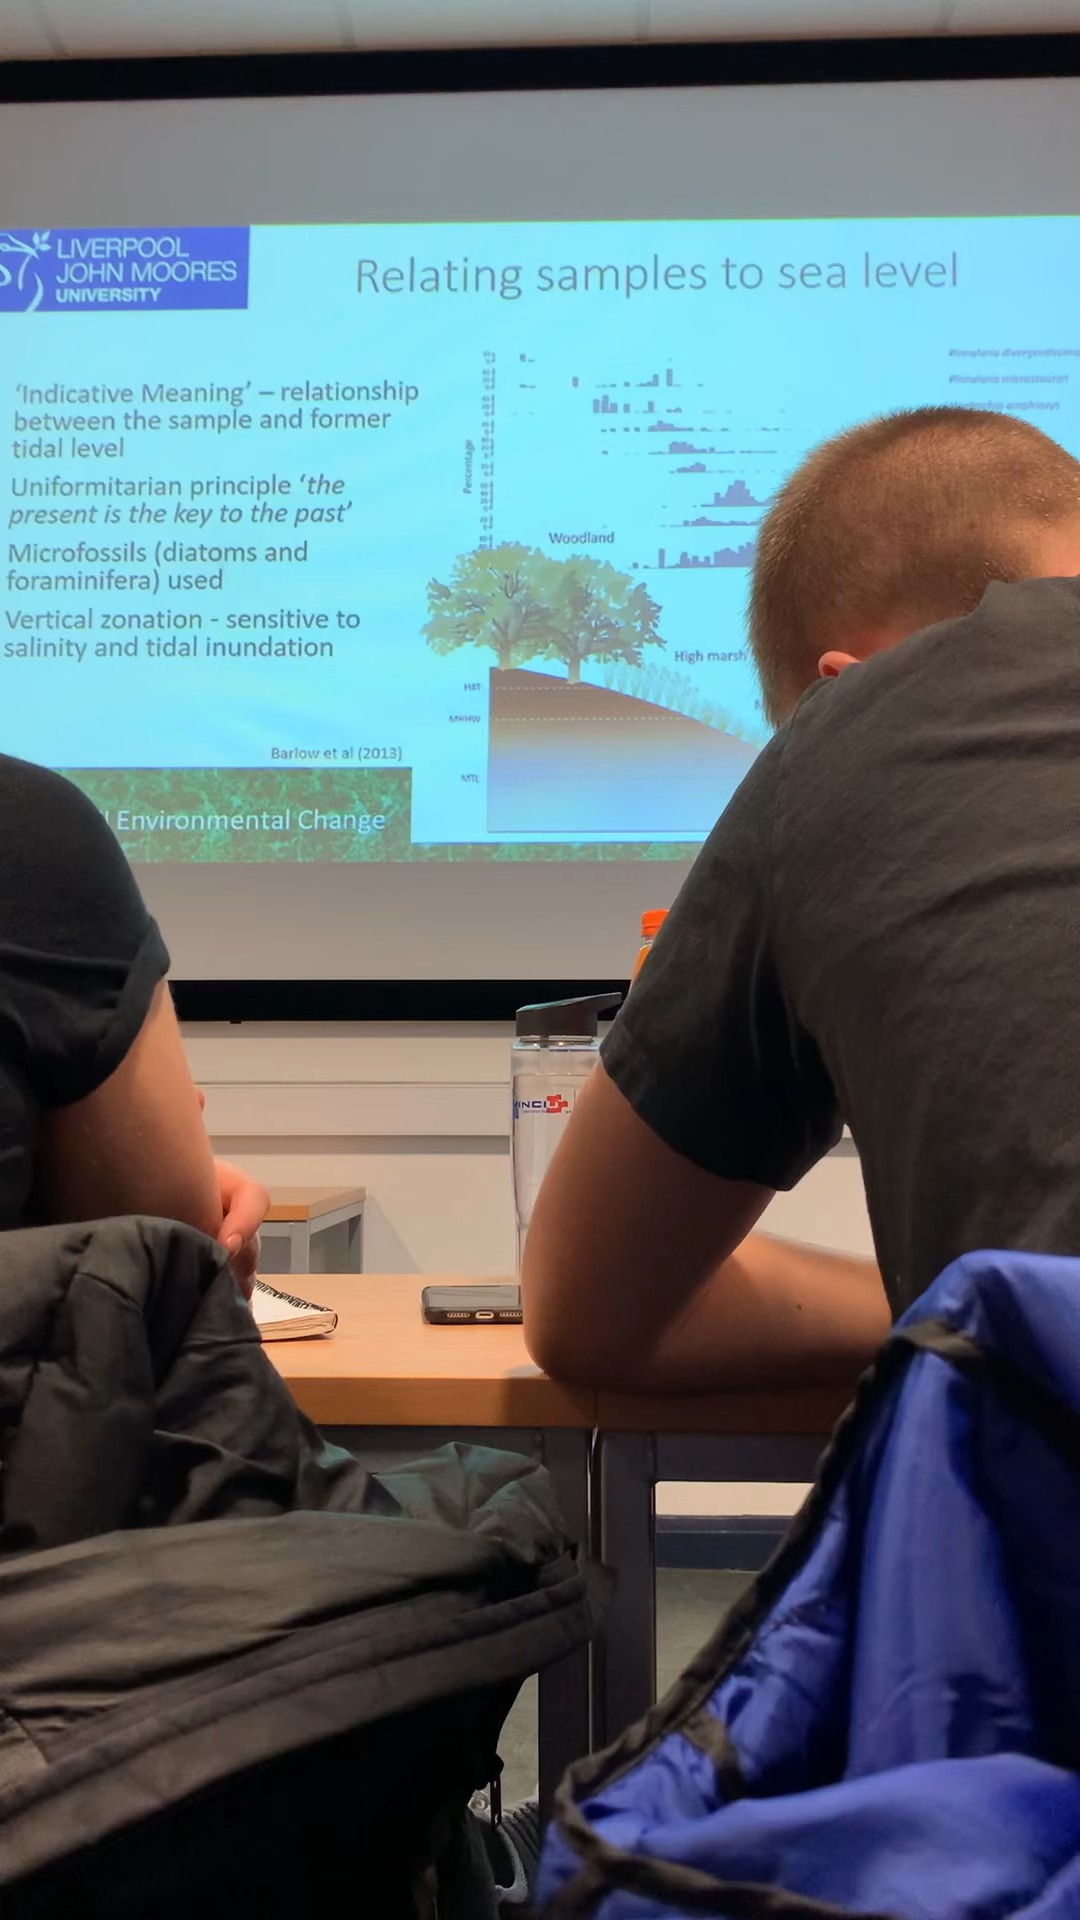 LIVERPOOL
JOHN MOORES
UNIVERSITY
Relating samples to sea level
‘Indicative Meaning’ – relationship
between the sample and former
tidal level
Uniformitarian principle ‘the
present is the key to the past’
Microfossils (diatoms and
foraminifera) used
Vertical zonation - sensitive to
salinity and tidal inundation
Barlow et al (2013)
Environmental Change
Percentage
Woodland
High marsh
HAT
MHHW
MTL
VINCI